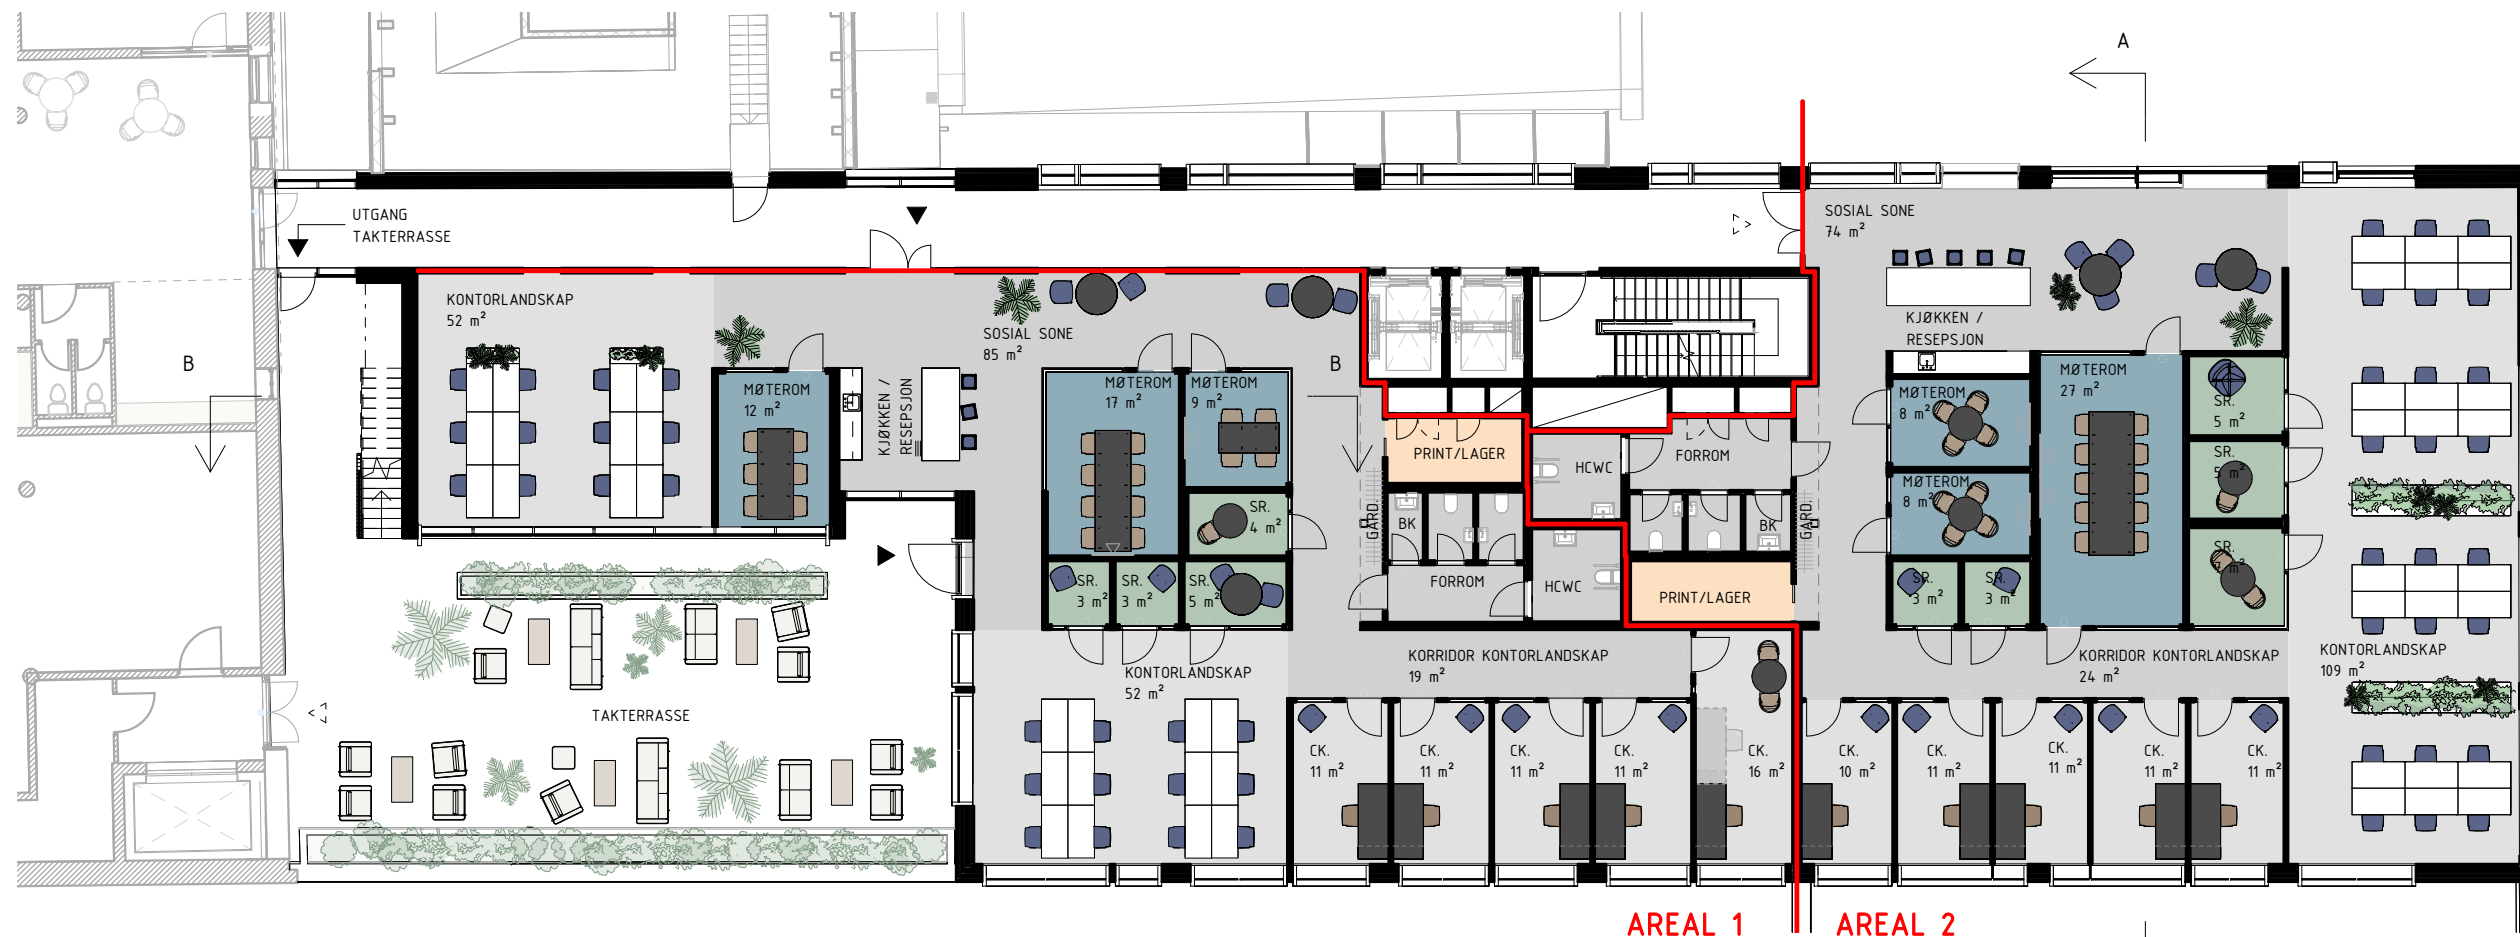 A
UTGANG
TAKTERRASSE
SOSIAL SONE
74 m²
KONTORLANDSKAP
52 m²
SOSIAL SONE
85 m²
KJØKKEN /
RESEPSJON
B
B
MØTEROM
12 m²
KJØKKEN /
RESEPSJON
MØTEROM
17 m²
MØTEROM
9 m²
MØTEROM
8 m²
MØTEROM
27 m²
SR.
5 m²
PRINT/LAGER
HCWC
FORROM
SR.
5 m²
MØTEROM
8 m²
SR.
4 m²
GARD.
BK
BK
GARD.
SR.
m²
SR.
3 m²
SR.
3 m²
SR.
5 m²
FORROM
HCWC
PRINT/LAGER
SR.
3 m²
SR.
3 m²
KONTORLANDSKAP
52 m²
KORRIDOR KONTORLANDSKAP
19 m²
KORRIDOR KONTORLANDSKAP
24 m²
KONTORLANDSKAP
109 m²
TAKTERRASSE
CK.
11 m²
CK.
11 m²
CK.
11 m²
CK.
11 m²
CK.
16 m²
CK.
10 m²
CK.
11 m²
CK.
11 m²
CK.
11 m²
CK.
11 m²
AREAL 1
AREAL 2